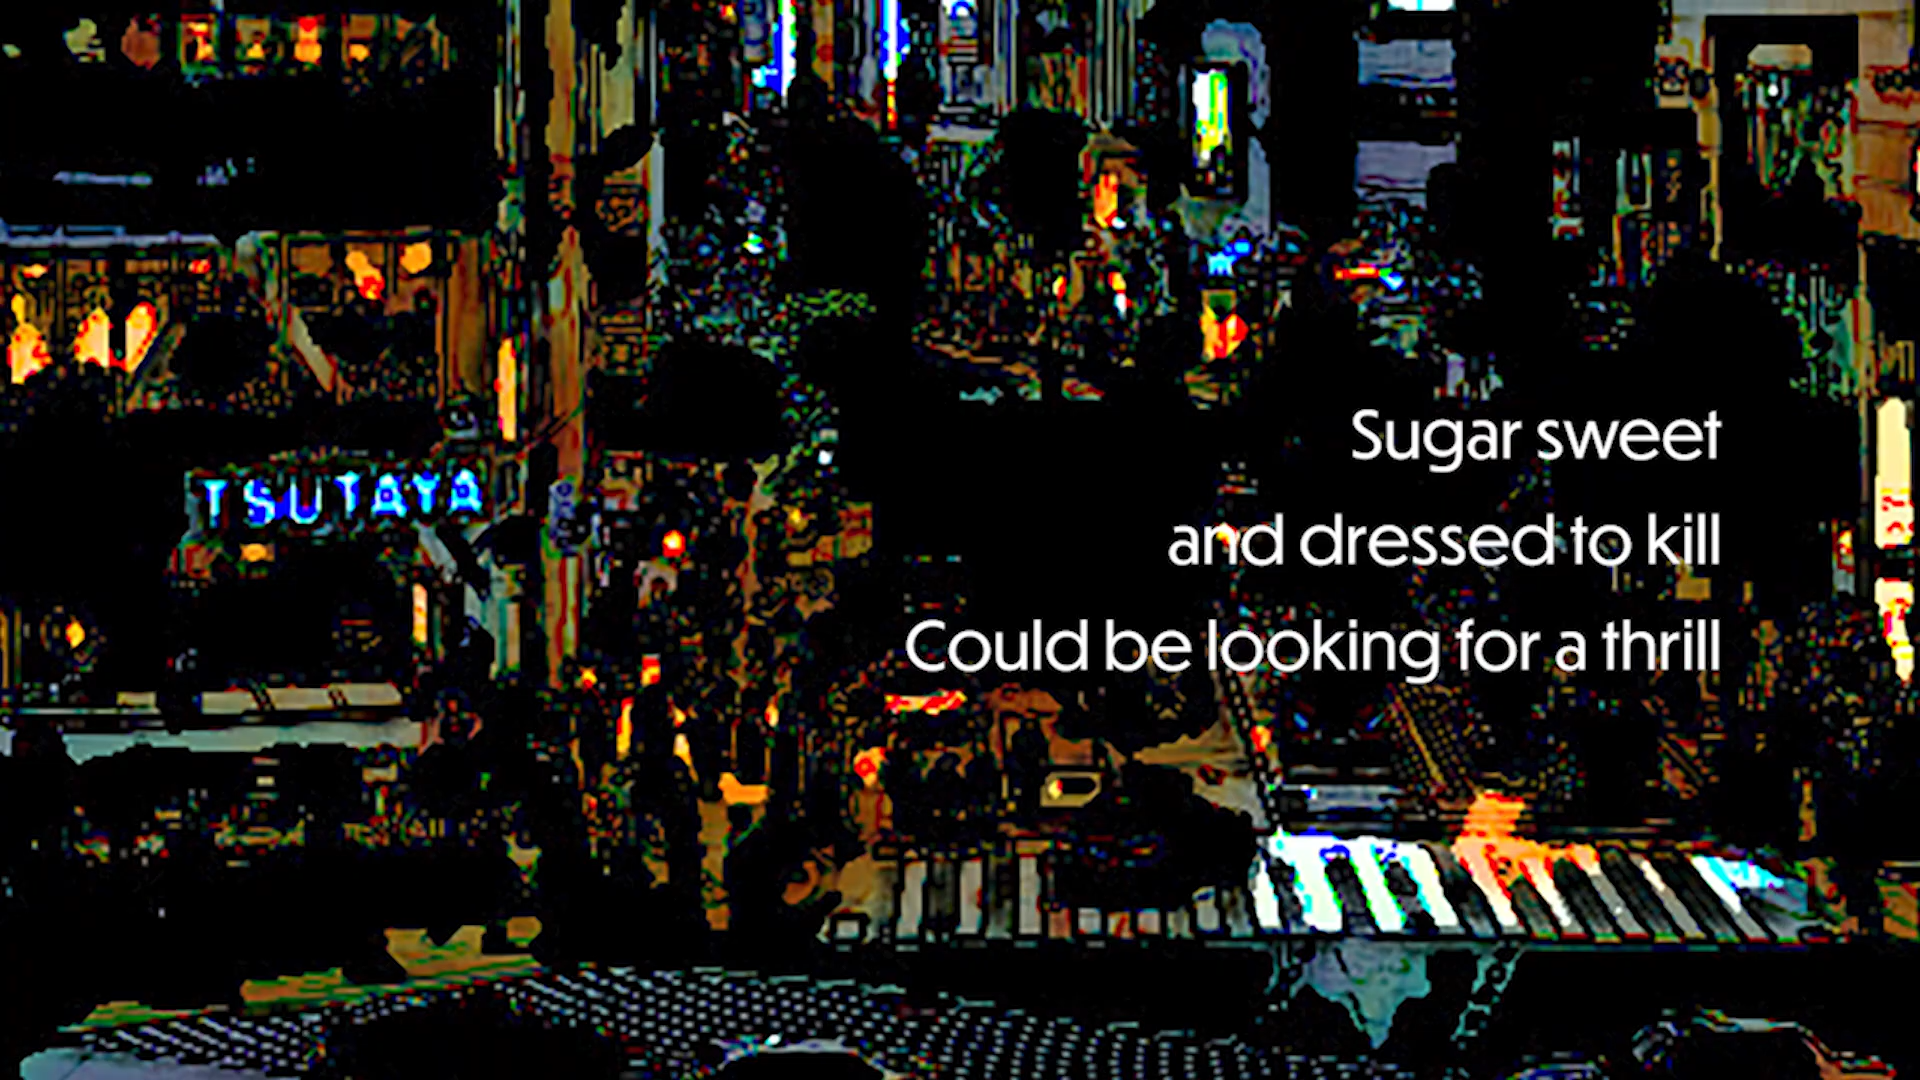 TSUTAYA
Sugar sweet
and dressed to kill
Could be looking for a thrill